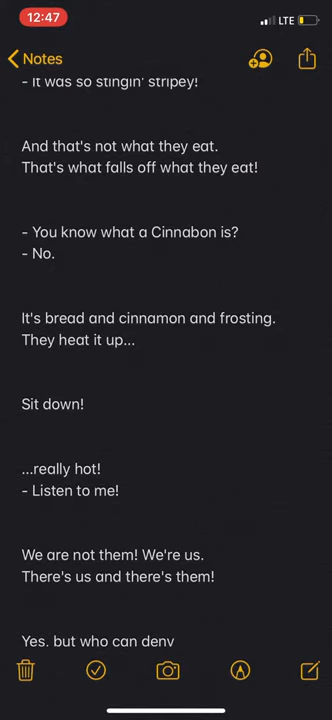 12:47
LTE
Notes
- It was so stingin' stripey!
And that's not what they eat.
That's what falls off what they eat!
- You know what a Cinnabon is?
- No.
It's bread and cinnamon and frosting.
They heat it up...
Sit down!
...really hot!
- Listen to me!
We are not them! We're us.
There's us and there's them!
Yes, but who can deny